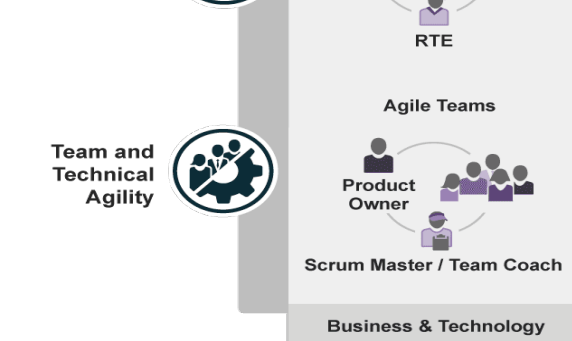 RTE
Agile Teams
Team and
Technical
Agility
Product
Owner
Scrum Master / Team Coach
Business & Technology